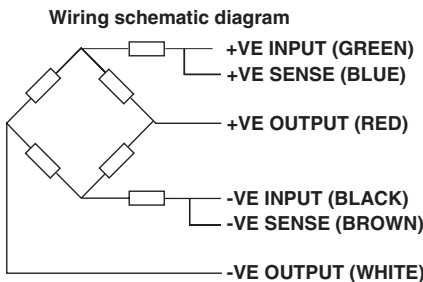 Wiring schematic diagram
+VE INPUT (GREEN)
+VE SENSE (BLUE)
+VE OUTPUT (RED)
-VE INPUT (BLACK)
-VE SENSE (BROWN)
-VE OUTPUT (WHITE)